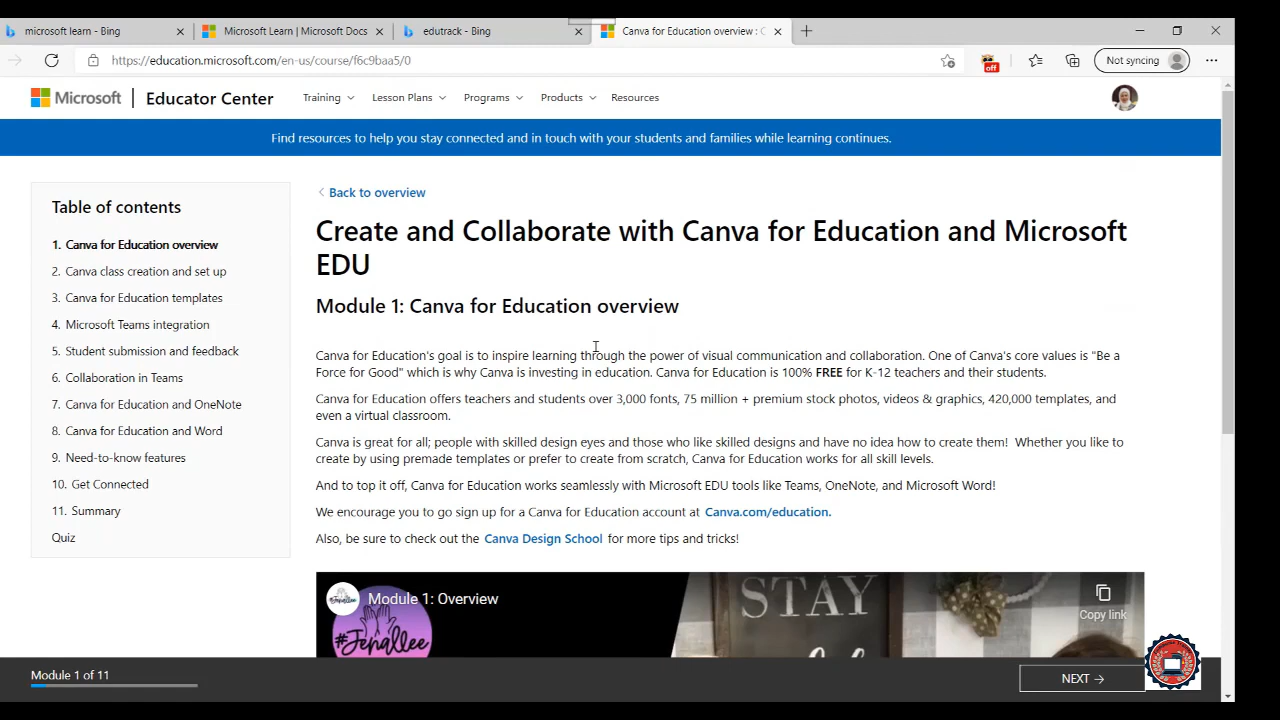 microsoft learn - Bing
Microsoft Learn | Microsoft Docs
edutrack - Bing
Canva for Education overview : C
https://education.microsoft.com/en-us/course/f6c9baa5/0
off
Not syncing
Microsoft
Educator Center
Training
Lesson Plans
Programs
Products
Resources
Find resources to help you stay connected and in touch with your students and families while learning continues.
Table of contents
1. Canva for Education overview
2. Canva class creation and set up
3. Canva for Education templates
4. Microsoft Teams integration
5. Student submission and feedback
6. Collaboration in Teams
7. Canva for Education and OneNote
8. Canva for Education and Word
9. Need-to-know features
10. Get Connected
11. Summary
Quiz
Back to overview
Create and Collaborate with Canva for Education and Microsoft
EDU
Module 1: Canva for Education overview
Canva for Education's goal is to inspire learning through the power of visual communication and collaboration. One of Canva's core values is "Be a
Force for Good" which is why Canva is investing in education. Canva for Education is 100% FREE for K-12 teachers and their students.
Canva for Education offers teachers and students over 3,000 fonts, 75 million + premium stock photos, videos & graphics, 420,000 templates, and
even a virtual classroom.
Canva is great for all; people with skilled design eyes and those who like skilled designs and have no idea how to create them! Whether you like to
create by using premade templates or prefer to create from scratch, Canva for Education works for all skill levels.
And to top it off, Canva for Education works seamlessly with Microsoft EDU tools like Teams, OneNote, and Microsoft Word!
We encourage you to go sign up for a Canva for Education account at Canva.com/education.
Also, be sure to check out the Canva Design School for more tips and tricks!
Module 1: Overview
#Jenallee
STAY
Copy link
Module 1 of 11
NEXT